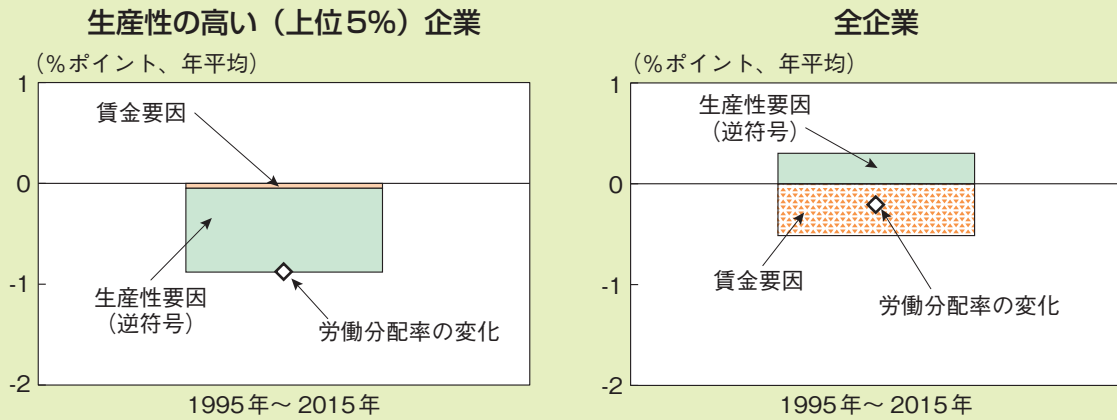 生産性の高い（上位5%）企業
（%ポイント、年平均）
1
賃金要因
0
-1
生産性要因
（逆符号）
労働分配率の変化
-2
1995年～2015年
全企業
（%ポイント、年平均）
1
生産性要因
（逆符号）
0
賃金要因
-1
労働分配率の変化
-2
1995年～2015年